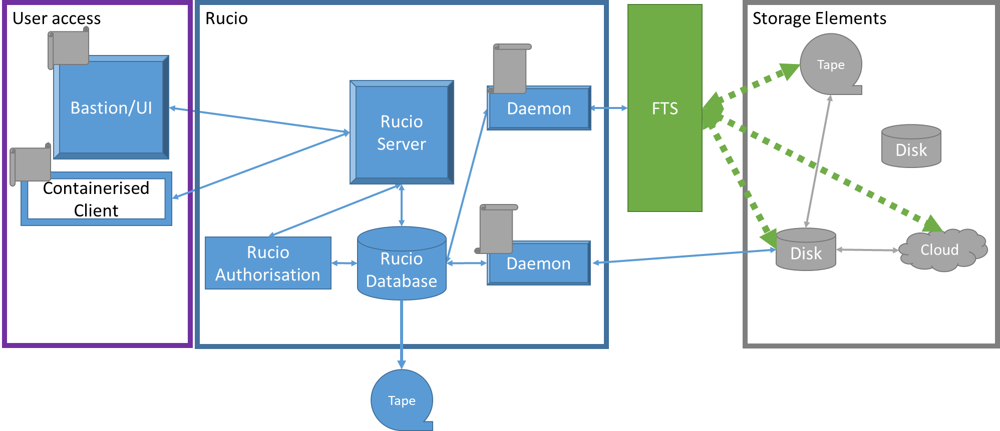 User access
Bastion/UI
Containerised
Client
Rucio
Rucio
Server
Daemon
Rucio
Authorisation
Rucio
Database
Daemon
Tape
FTS
Storage Elements
Tape
Disk
Disk
Cloud